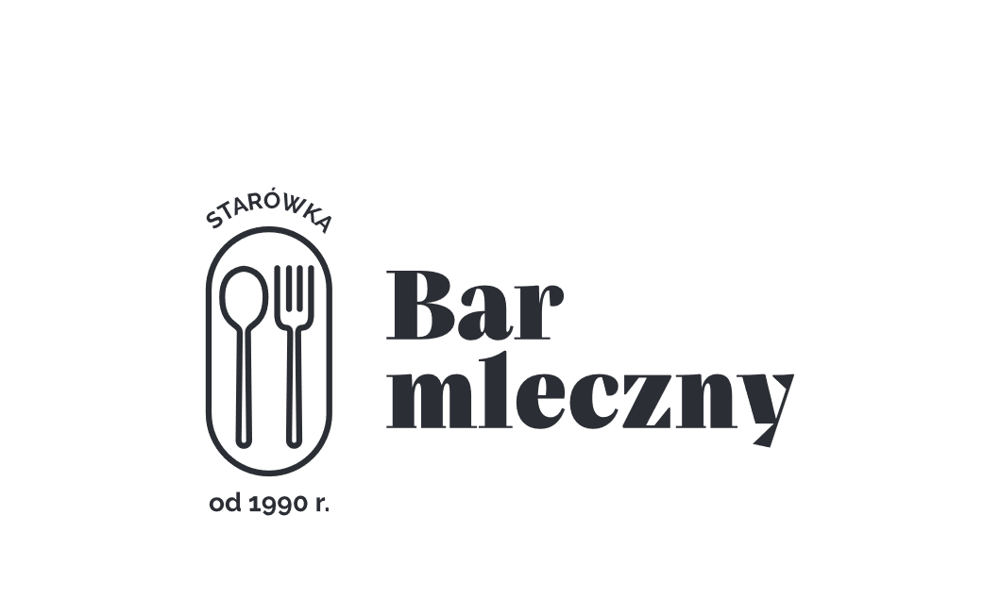 STARÓWKA
Bar
mleczny
od 1990 r.